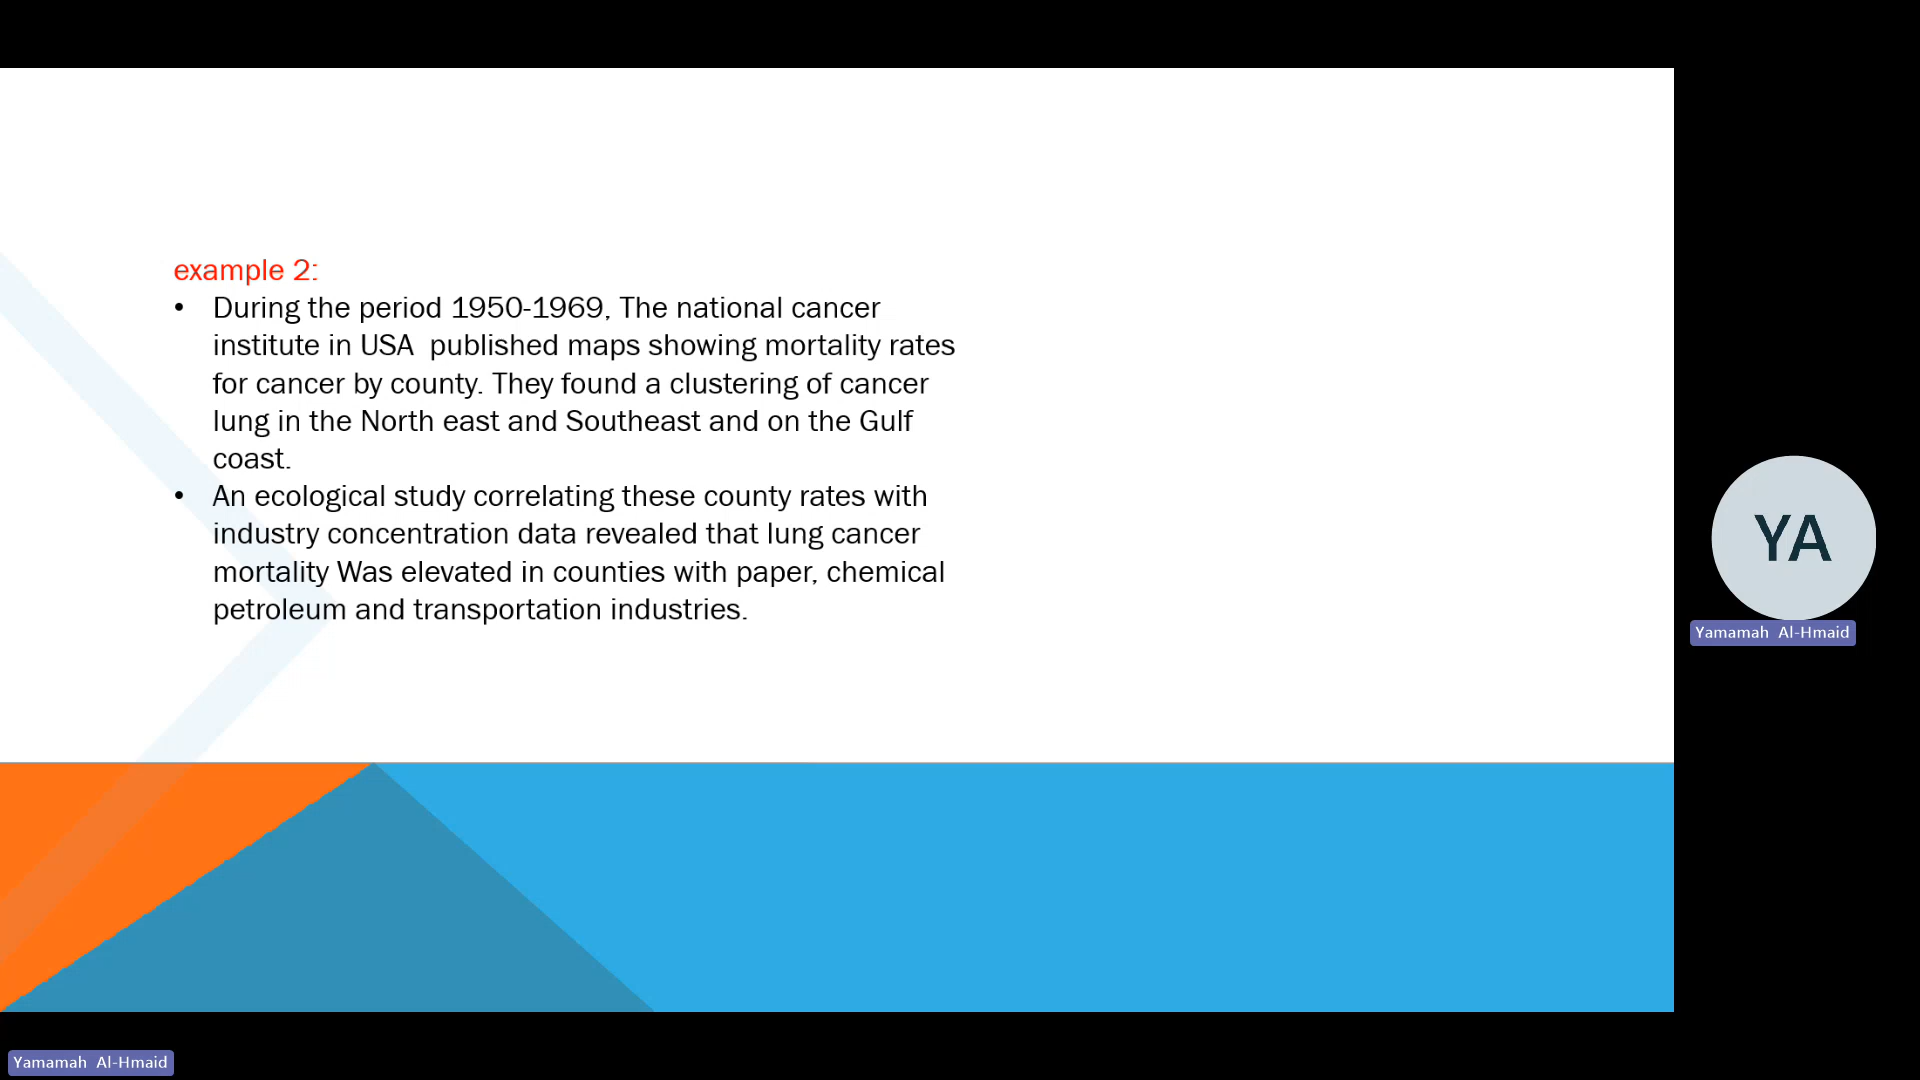 example 2:
• During the period 1950-1969, The national cancer
institute in USA  published maps showing mortality rates
for cancer by county. They found a clustering of cancer
lung in the North east and Southeast and on the Gulf
coast.
• An ecological study correlating these county rates with
industry concentration data revealed that lung cancer
mortality Was elevated in counties with paper, chemical
petroleum and transportation industries.
YA
Yamamah  Al-Hmaid
Yamamah  Al-Hmaid